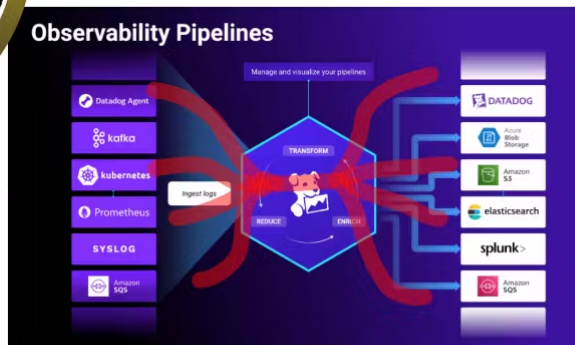 Observability Pipelines
Manage and visualize your pipelines
Datadog Agent
kafka
kubernetes
Prometheus
SYSLOG
Amazon
SQS
Ingest logs
TRANSFORM
REDUCE
ENRICH
DATADOG
Azure
Blob
Storage
Amazon
S3
elasticsearch
splunk>
Amazon
SQS